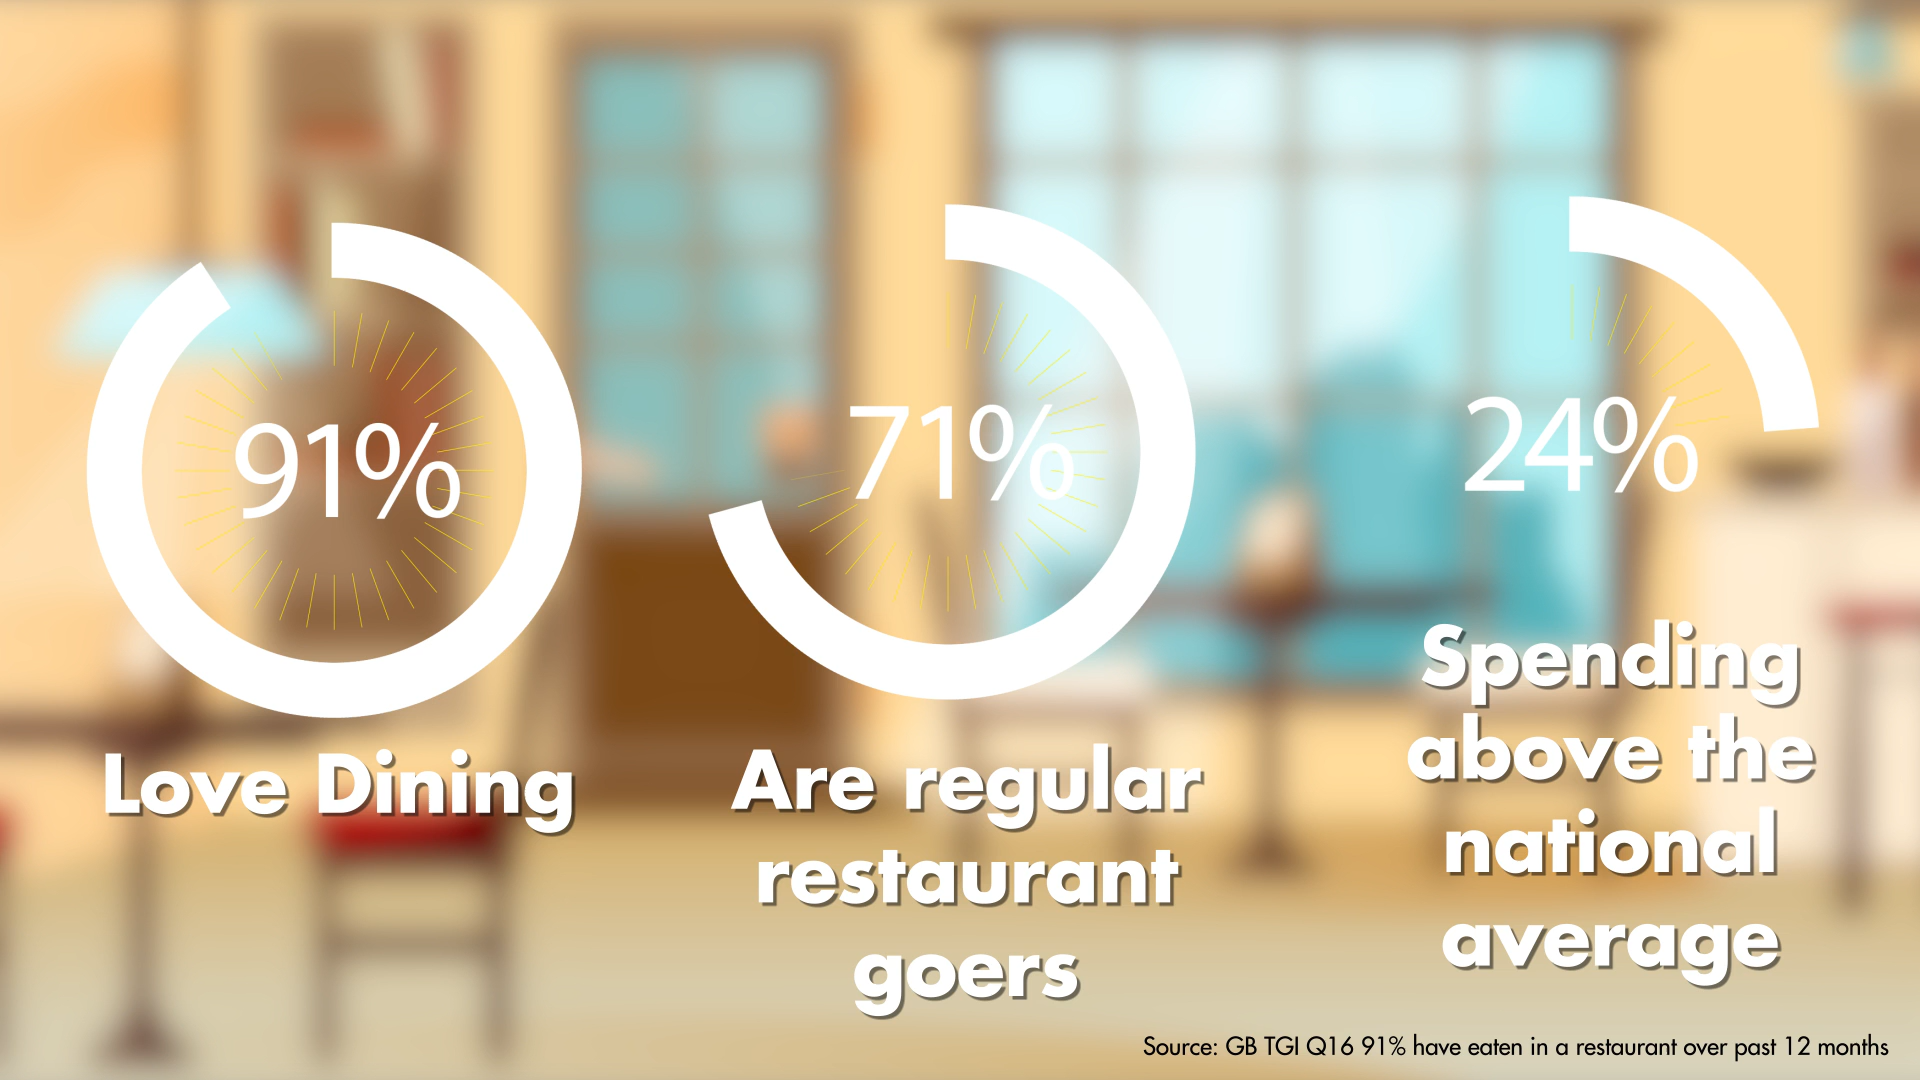 91%
Love Dining
71%
Are regular
restaurant
goers
24%
Spending
above the
national
average
Source: GB TGI Q16 91% have eaten in a restaurant over past 12 months